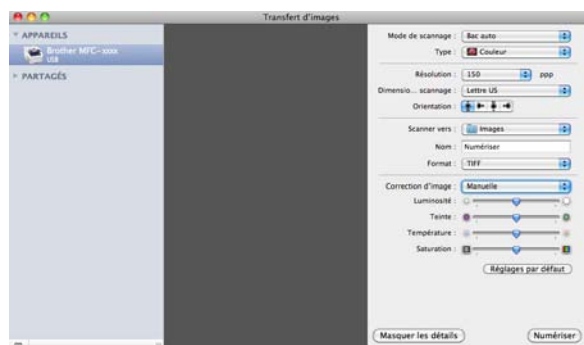 Transfert d'images
APPAREILS
Brother MFC-xxxx
USB
PARTAGÉS
Mode de scannage : Bac auto
Type : Couleur
Résolution : 150 ppp
Dimensio... scannage : Lettre US
Orientation :
Scanner vers : Images
Nom : Numériser
Format : TIFF
Correction d'image : Manuelle
Luminosité :
Teinte :
Température :
Saturation :
Réglages par défaut
Masquer les détails
Numériser